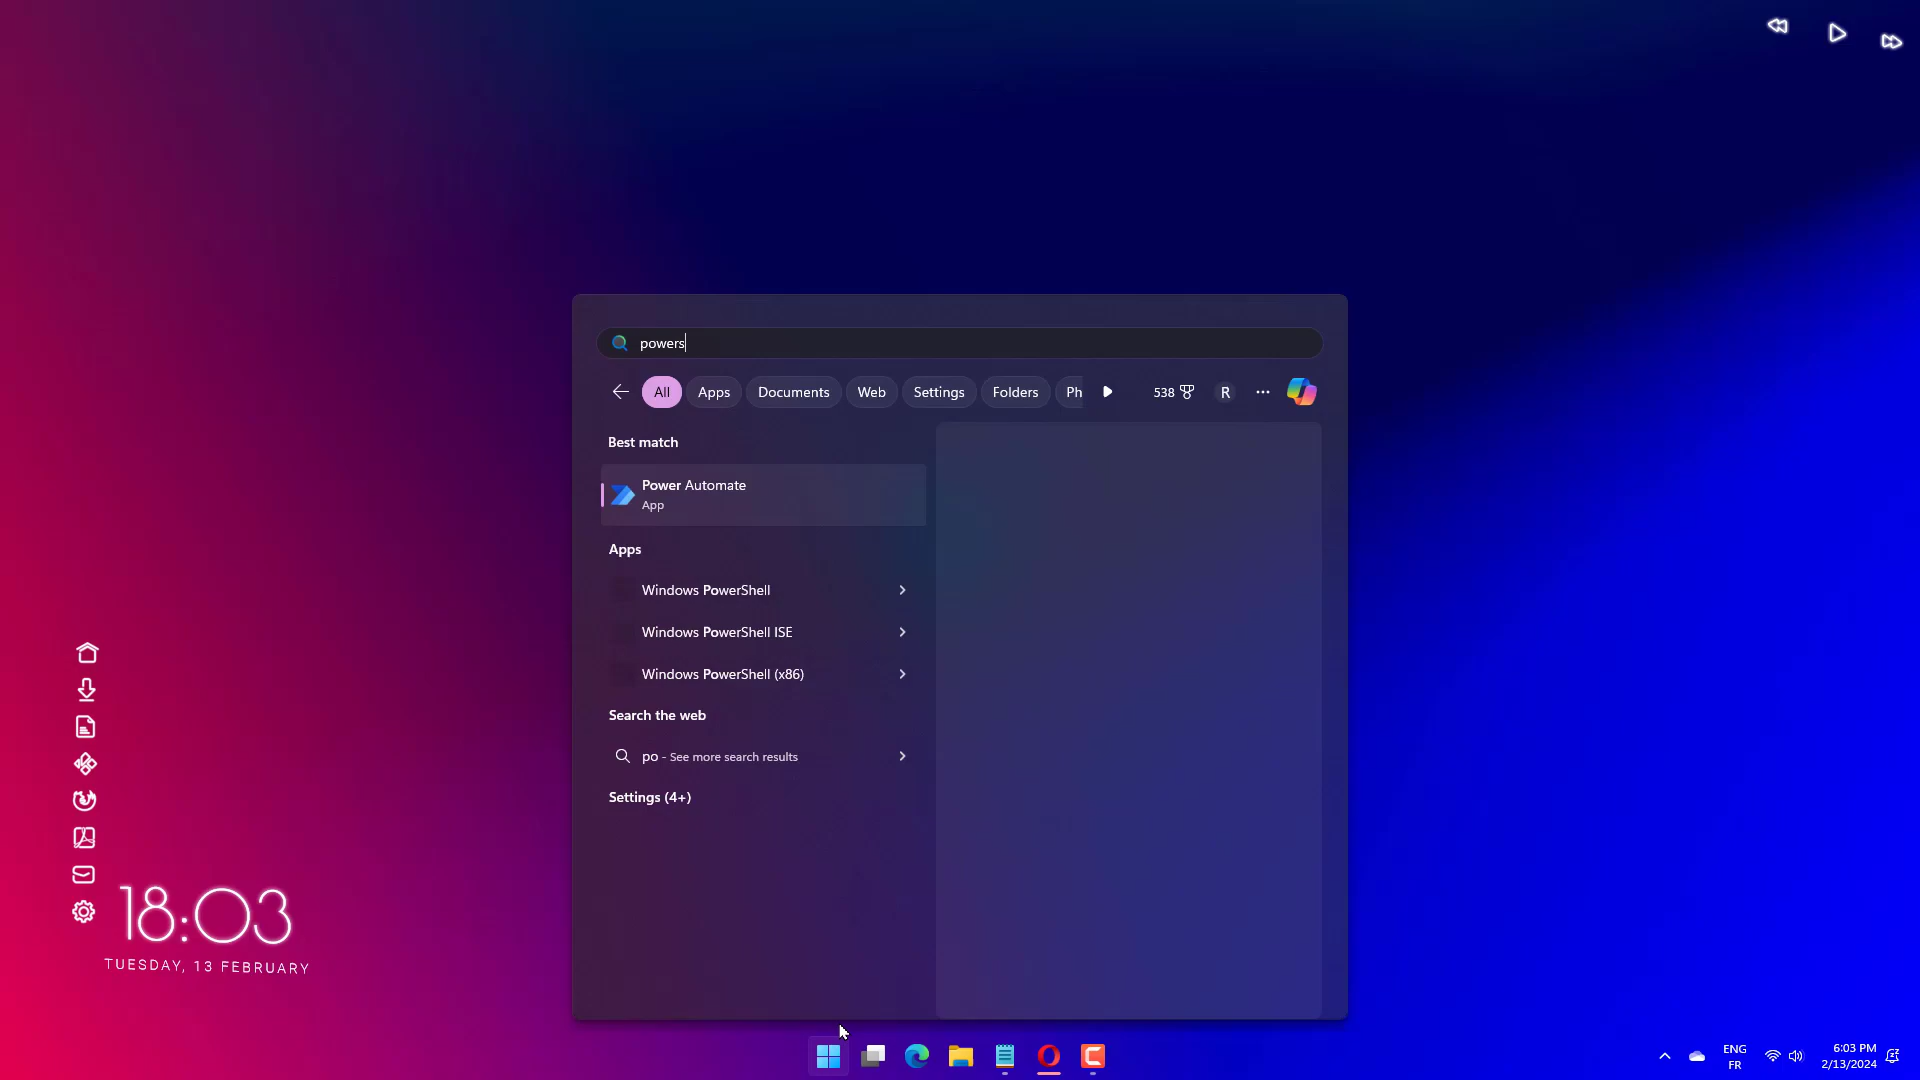 powers
All
Apps
Documents
Web
Settings
Folders
Ph
538
R
Best match
Power Automate
App
Apps
Windows PowerShell
Windows PowerShell ISE
Windows PowerShell (x86)
Search the web
po - See more search results
Settings (4+)
18:03
TUESDAY, 13 FEBRUARY
ENG
FR
6:03 PM
2/13/2024